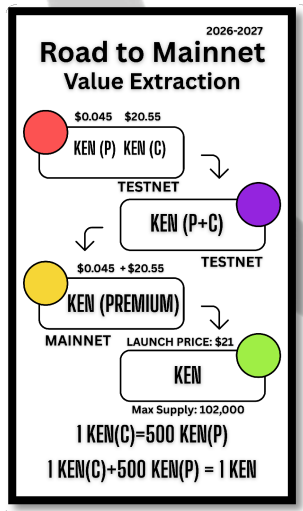 2026-2027
Road to Mainnet
Value Extraction
$0.045 $20.55
KEN (P) KEN (C)
TESTNET
KEN (P+C)
TESTNET
$0.045 +$20.55
KEN (PREMIUM)
MAINNET
LAUNCH PRICE: $21
KEN
Max Supply: 102,000
1 KEN(C)=500 KEN(P)
1 KEN(C)+500 KEN(P) = 1 KEN